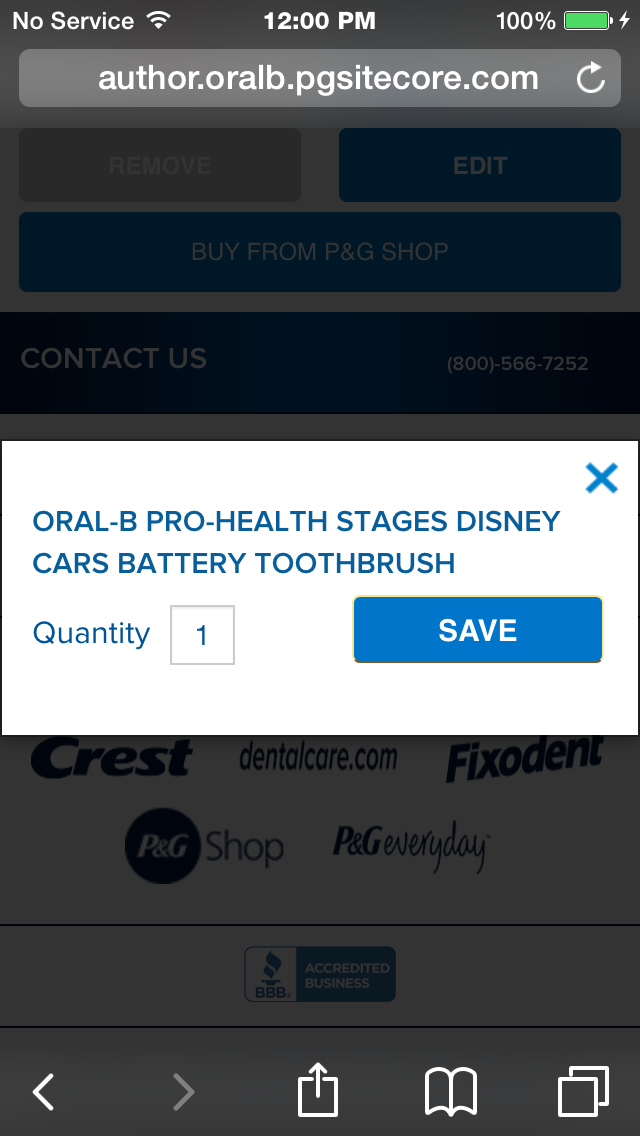 No Service 12:00 PM 100%
author.oralb.pgsitecore.com
REMOVE EDIT
BUY FROM P&G SHOP
CONTACT US (800)-566-7252
ORAL-B PRO-HEALTH STAGES DISNEY
CARS BATTERY TOOTHBRUSH
Quantity 1 SAVE
Crest dentalcare.com Fixodent
P&G Shop P&G everyday
BBB. ACCREDITED
BUSINESS